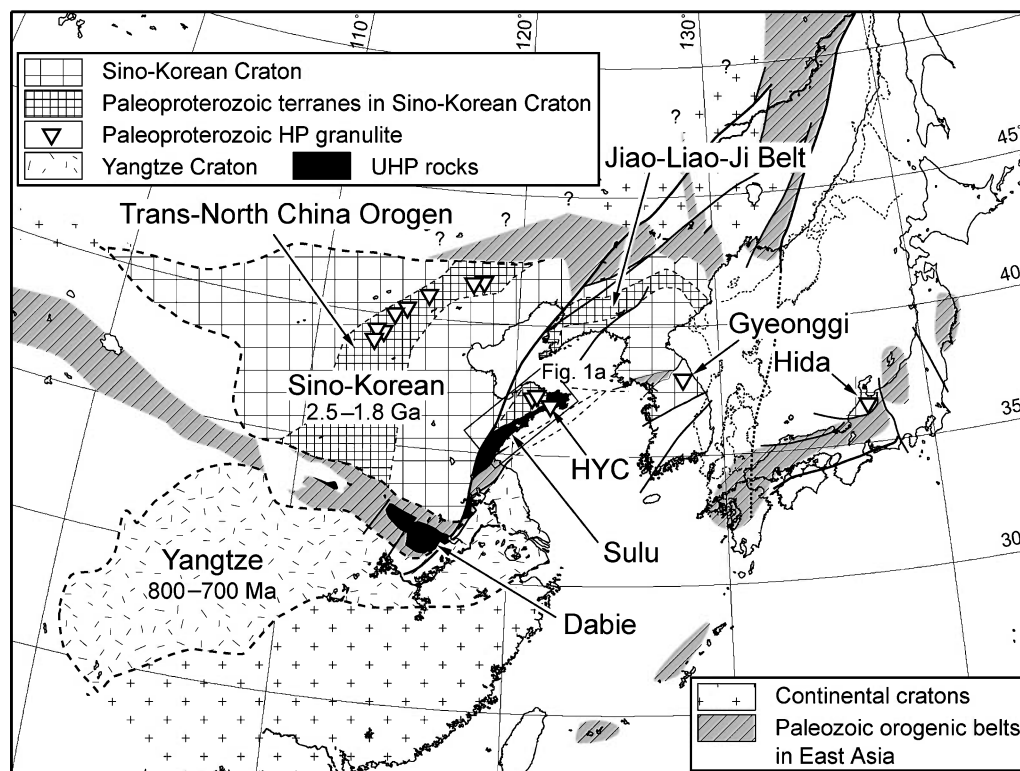 110°
120°
130°
Sino-Korean Craton
Paleoproterozoic terranes in Sino-Korean Craton
Paleoproterozoic HP granulite
Yangtze Craton
UHP rocks
?
?
?
?
?
45°
Jiao-Liao-Ji Belt
Trans-North China Orogen
40°
Gyeonggi
Hida
Fig. 1a
Sino-Korean
2.5–1.8 Ga
35°
HYC
Sulu
Yangtze
800–700 Ma
30°
Dabie
Continental cratons
Paleozoic orogenic belts
in East Asia